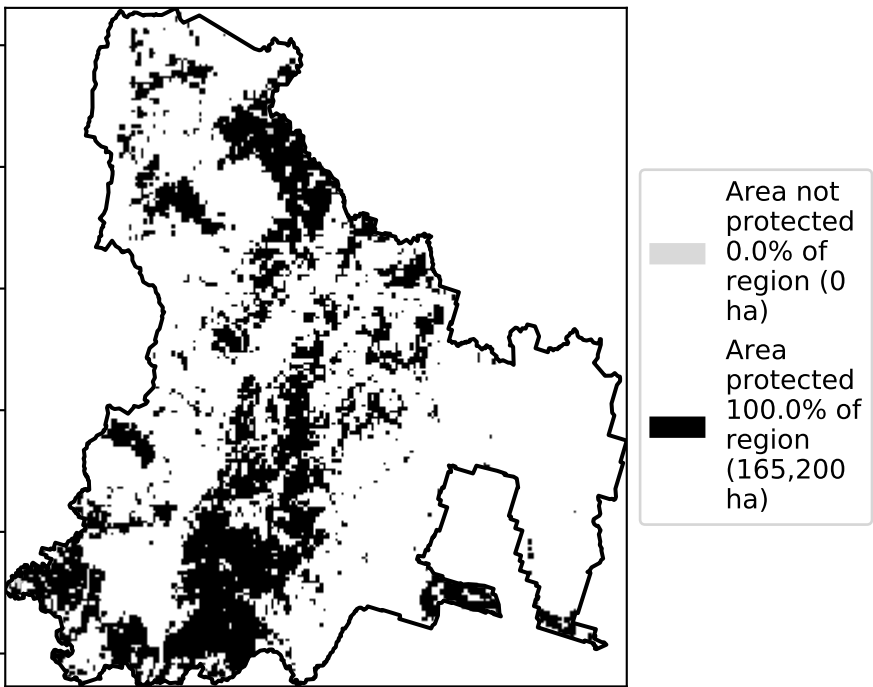 Area not
protected
0.0% of
region (0
ha)
Area
protected
100.0% of
region
(165,200
ha)